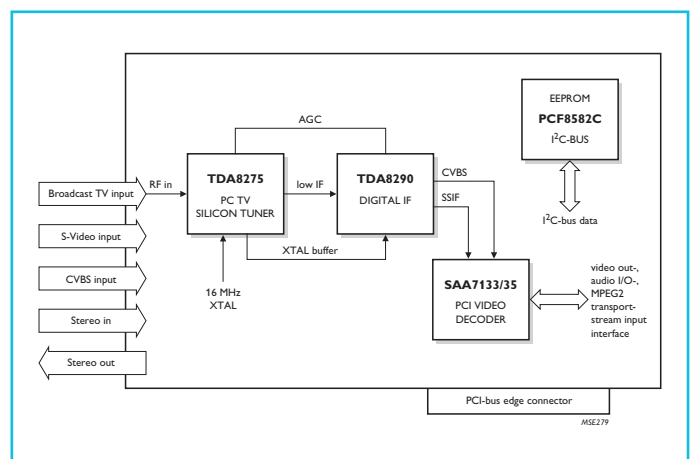 EEPROM
PCF8582C
I²C-BUS
AGC
Broadcast TV input
RF in
TDA8275
PC TV
SILICON TUNER
low IF
TDA8290
DIGITAL IF
CVBS
SSIF
I²C-bus data
S-Video input
XTAL buffer
CVBS input
16 MHz
XTAL
SAA7133/35
PCI VIDEO
DECODER
video out-,
audio I/O-,
MPEG2
transport-
stream input
interface
Stereo in
Stereo out
PCI-bus edge connector
MSE279